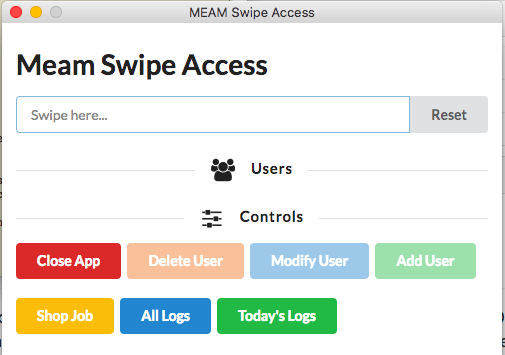 MEAM Swipe Access
Meam Swipe Access
Swipe here... Reset
Users
Controls
Close App Delete User Modify User Add User
Shop Job All Logs Today's Logs